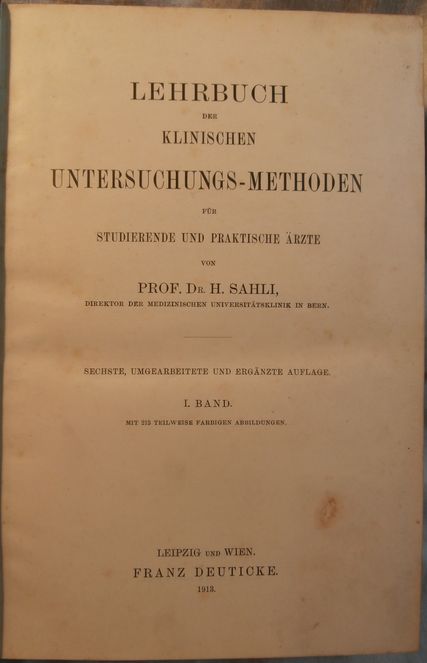 LEHRBUCH
DER
KLINISCHEN
UNTERSUCHUNGS-METHODEN
FÜR
STUDIERENDE UND PRAKTISCHE ÄRZTE
VON
PROF. DR. H. SAHLI,
DIREKTOR DER MEDIZINISCHEN UNIVERSITÄTSKLINIK IN BERN.
SECHSTE, UMGEARBEITETE UND ERGÄNZTE AUFLAGE.
I. BAND.
MIT 215 TEILWEISE FARBIGEN ABBILDUNGEN.
LEIPZIG UND WIEN.
FRANZ DEUTICKE.
1913.